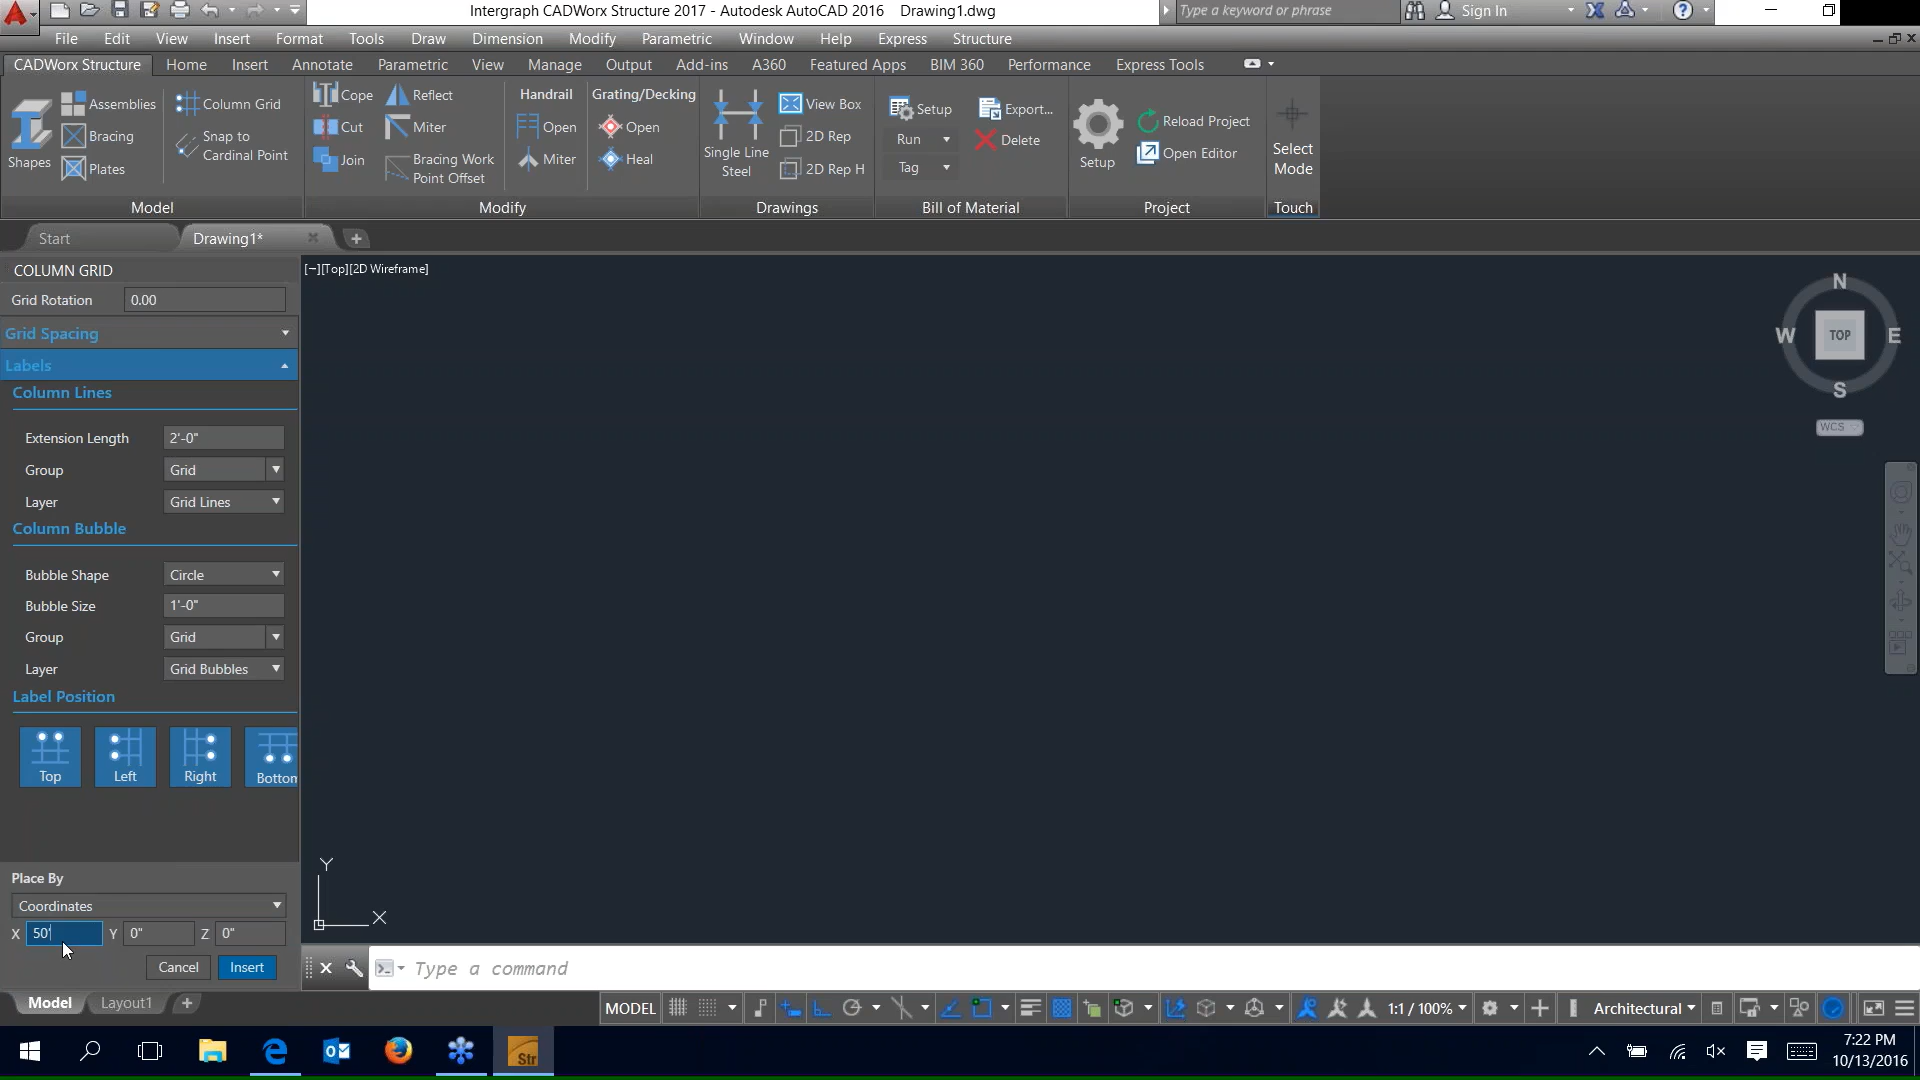 Intergraph CADWorx Structure 2017 - Autodesk AutoCAD 2016 Drawing1.dwg
Type a keyword or phrase
Sign In
File Edit View Insert Format Tools Draw Dimension Modify Parametric Window Help Express Structure
CADWorx Structure Home Insert Annotate Parametric View Manage Output Add-ins A360 Featured Apps BIM 360 Performance Express Tools
Shapes
Assemblies
Bracing
Plates
Column Grid
Snap to
Cardinal Point
Model
Cope
Cut
Join
Reflect
Miter
Bracing Work
Point Offset
Handrail
Open
Miter
Grating/Decking
Open
Heal
Modify
Single Line
Steel
View Box
2D Rep
2D Rep H
Drawings
Setup
Run
Tag
Export...
Delete
Bill of Material
Setup
Reload Project
Open Editor
Project
Select
Mode
Touch
Start
Drawing1*
COLUMN GRID
Grid Rotation 0.00
Grid Spacing
Labels
Column Lines
Extension Length 2'-0"
Group Grid
Layer Grid Lines
Column Bubble
Bubble Shape Circle
Bubble Size 1'-0"
Group Grid
Layer Grid Bubbles
Label Position
Top Left Right Bottom
Place By
Coordinates
X 50' Y 0" Z 0"
Cancel Insert
[−][Top][2D Wireframe]
N
W TOP E
S
WCS
Y
X
Type a command
Model Layout1
MODEL
1:1 / 100%
Architectural
Str
7:22 PM
10/13/2016